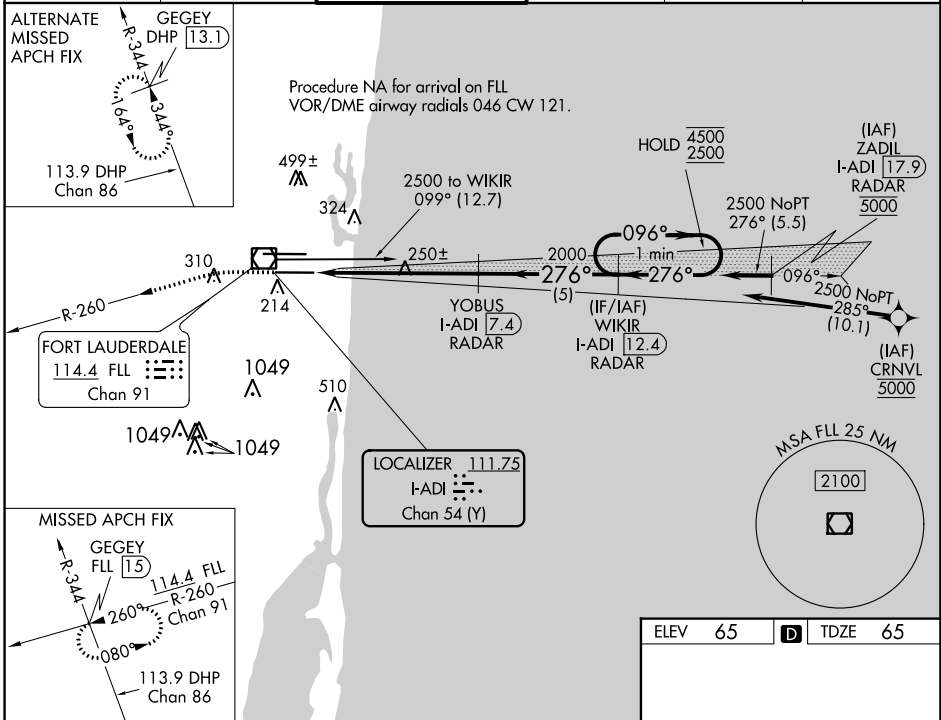 ALTERNATE
MISSED
APCH FIX
GEGEY
DHP 13.1
R-344
344°
164°
113.9 DHP
Chan 86
Procedure NA for arrival on FLL
VOR/DME airway radials 046 CW 121.
499±
324
2500 to WIKIR
099° (12.7)
HOLD 4500
2500
2500 NoPT
276° (5.5)
(IAF)
ZADIL
I-ADI 17.9
RADAR
5000
310
214
250±
2000
096°
1 min
276°
276°
(5)
096°
2500 NoPT
285°
(10.1)
R-260
YOBUS
I-ADI 7.4
RADAR
(IF/IAF)
WIKIR
I-ADI 12.4
RADAR
(IAF)
CRNVL
5000
FORT LAUDERDALE
114.4 FLL
Chan 91
1049
510
1049
1049
LOCALIZER 111.75
I-ADI
Chan 54 (Y)
MSA FLL 25 NM
2100
MISSED APCH FIX
GEGEY
FLL 15
R-344
114.4 FLL
R-260
Chan 91
260°
080°
113.9 DHP
Chan 86
ELEV 65 D TDZE 65